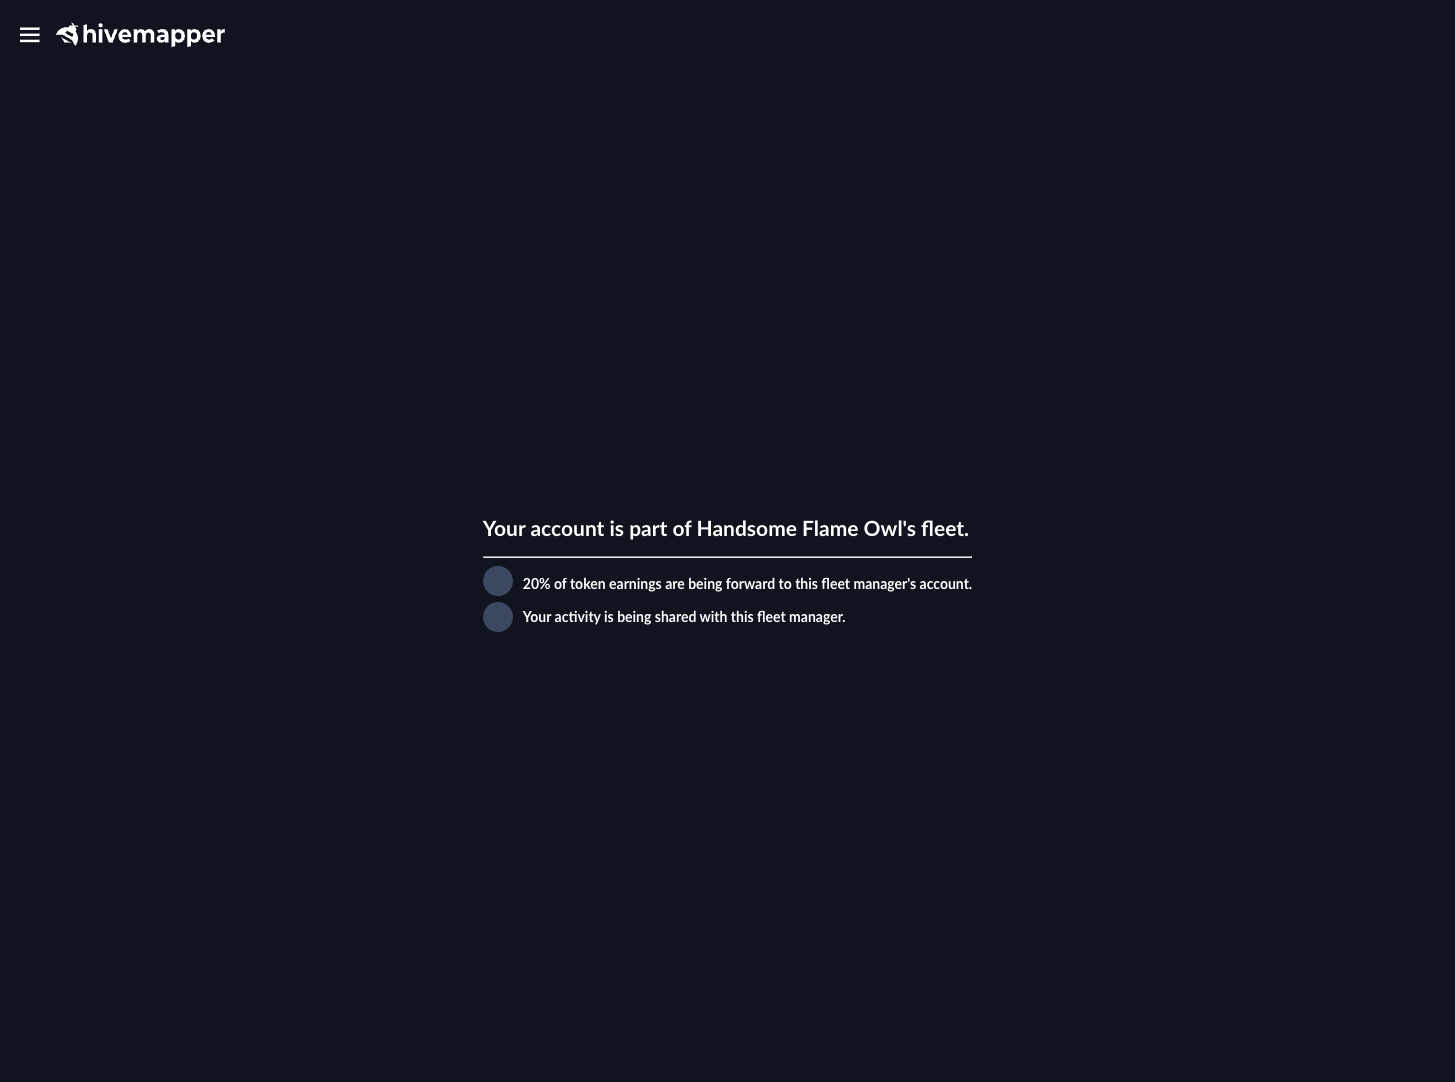 hivemapper
Your account is part of Handsome Flame Owl's fleet.
20% of token earnings are being forward to this fleet manager's account.
Your activity is being shared with this fleet manager.